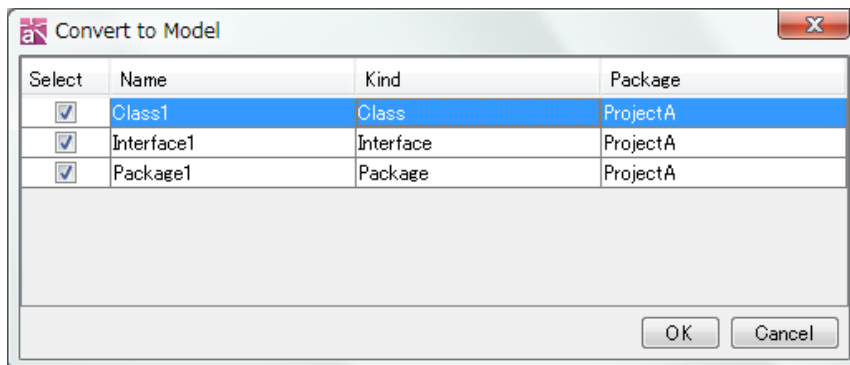 Convert to Model
Select Name Kind Package
Class1 Class ProjectA
Interface1 Interface ProjectA
Package1 Package ProjectA
OK Cancel